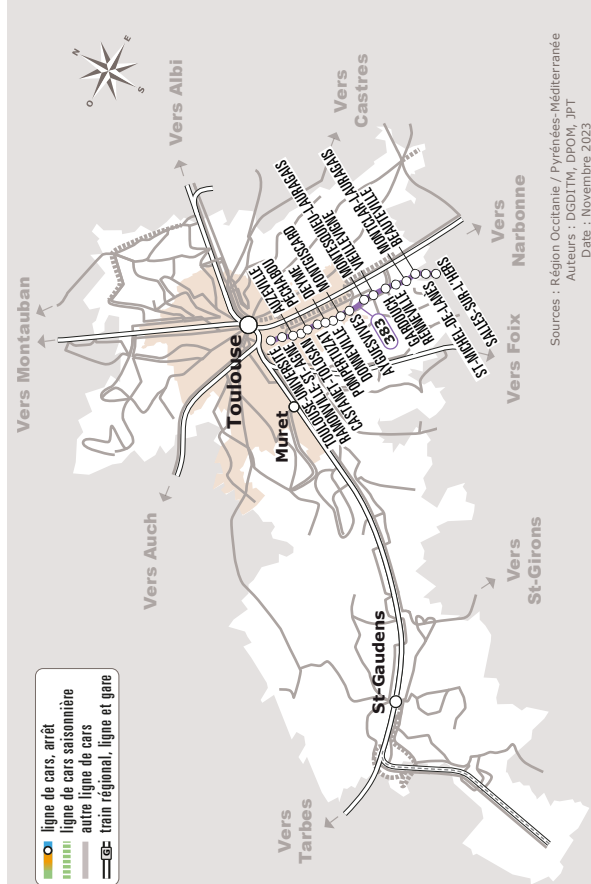 ligne de cars, arrêt
ligne de cars saisonnière
autre ligne de cars
G
train régional, ligne et gare
Vers Montauban
Vers Albi
Vers
Castres
Vers Auch
Vers
Narbonne
Vers Foix
Vers
St-Girons
Vers
Tarbes
N
E
S
O
Toulouse
Muret
St-Gaudens
TOULOUSE-UNIVERSITÉ
RAMONVILLE-ST-AGNE
AUZEVILLE
CASTANET-TOLOSAN
PECHABOU
POMPERTUZAT
DEYME
DONNEVILLE
MONTGISCARD
AYGUESVIVES
MONTESQUIEU-LAURAGAIS
VIEILLEVIGNE
GARDOUCH
RENNEVILLE
MONTCLAR-LAURAGAIS
BEAUTEVILLE
ST-MICHEL-DE-LANÈS
SALLES-SUR-L'HERS
383
Sources : Région Occitanie / Pyrénées-Méditerranée
Auteurs : DGDITM, DPOM, JPT
Date : Novembre 2023